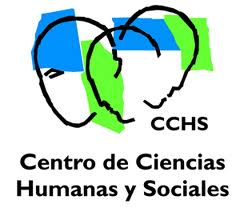 CCHS
Centro de Ciencias
Humanas y Sociales